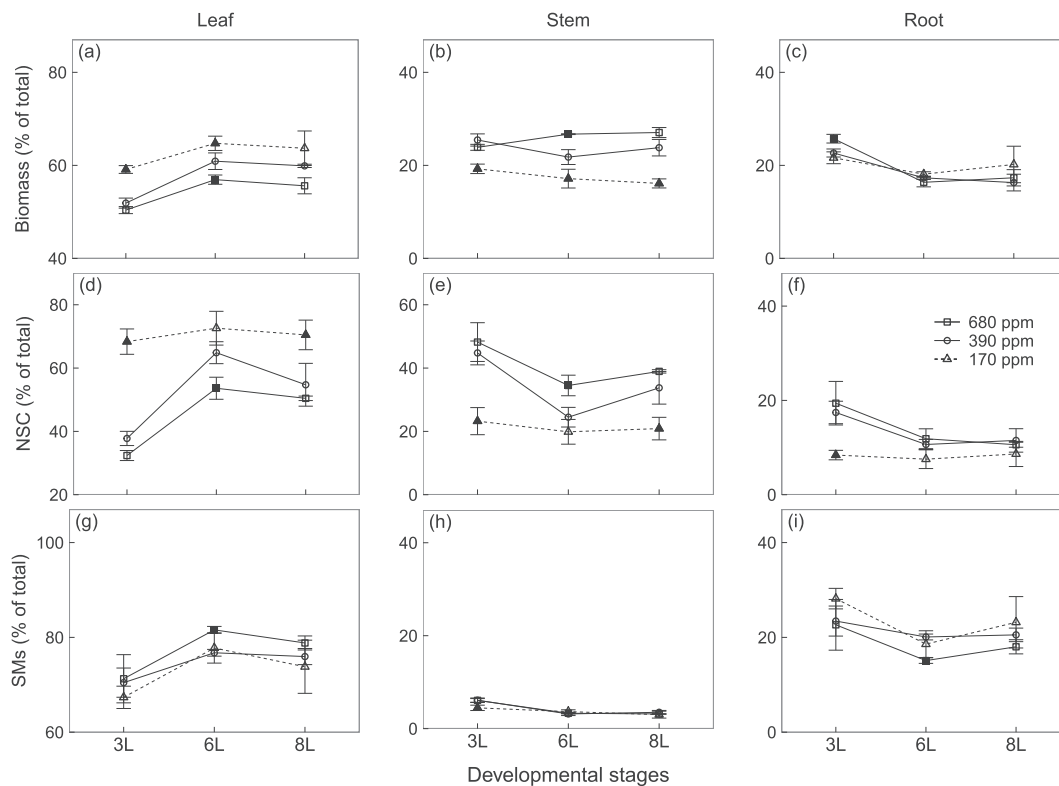 Leaf Stem Root
(a) (b) (c)
Biomass (% of total)
80
60
40
40
20
0
40
20
0
(d) (e) (f)
NSC (% of total)
80
60
40
20
60
40
20
0
40
20
0
680 ppm
390 ppm
170 ppm
(g) (h) (i)
SMs (% of total)
100
80
60
40
20
0
40
20
0
3L 6L 8L 3L 6L 8L 3L 6L 8L
Developmental stages